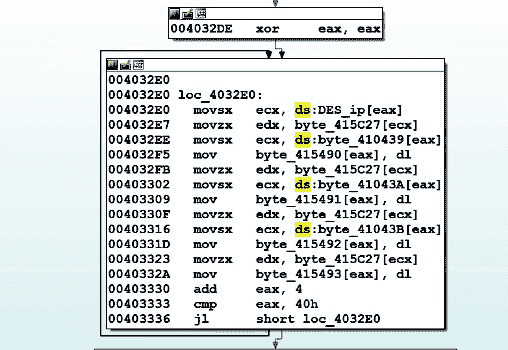 004032DE xor eax, eax
004032E0
004032E0 loc_4032E0:
004032E0 movsx ecx, ds:DES_ip[eax]
004032E7 movzx edx, byte_415C27[ecx]
004032EE movsx ecx, ds:byte_410439[eax]
004032F5 mov byte_415490[eax], dl
004032FB movzx edx, byte_415C27[ecx]
00403302 movsx ecx, ds:byte_41043A[eax]
00403309 mov byte_415491[eax], dl
0040330F movzx edx, byte_415C27[ecx]
00403316 movsx ecx, ds:byte_41043B[eax]
0040331D mov byte_415492[eax], dl
00403323 movzx edx, byte_415C27[ecx]
0040332A mov byte_415493[eax], dl
00403330 add eax, 4
00403333 cmp eax, 40h
00403336 jl short loc_4032E0